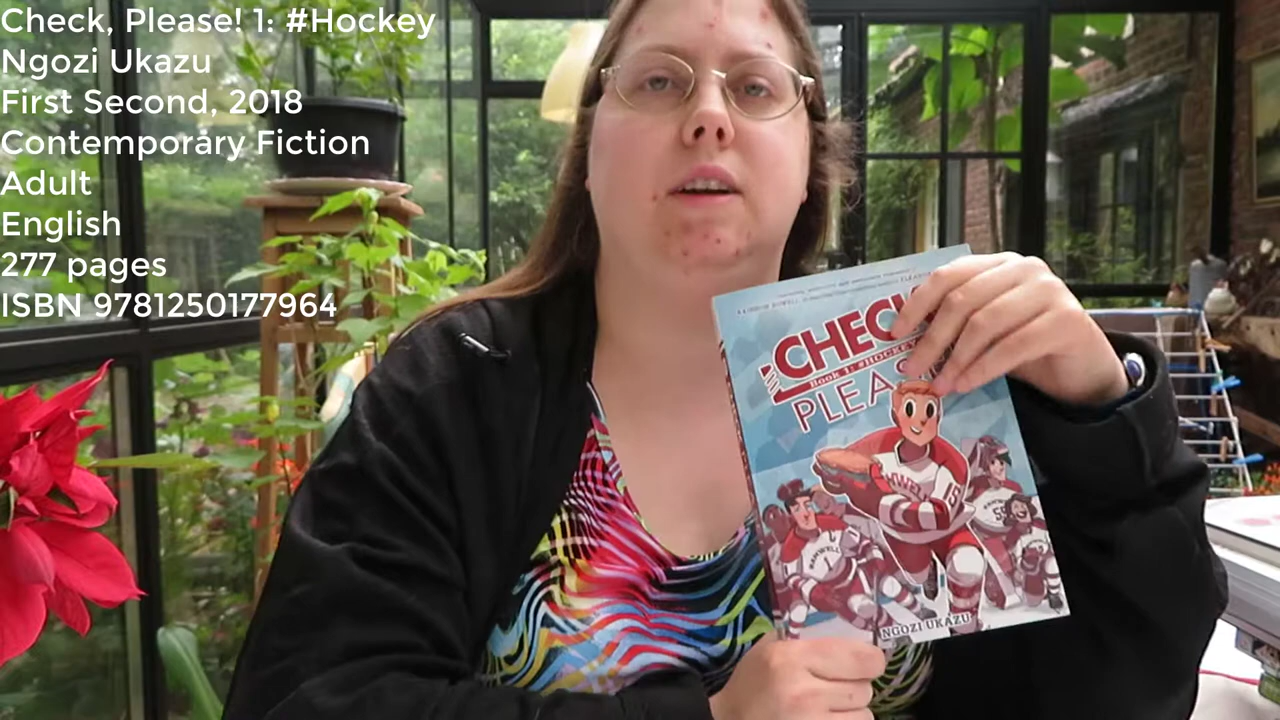 Check, Please! 1: #Hockey
Ngozi Ukazu
First Second, 2018
Contemporary Fiction
Adult
English
277 pages
ISBN 9781250177964
CHECK
Book 1: #HOCKEY
PLEAS
NGOZI UKAZU